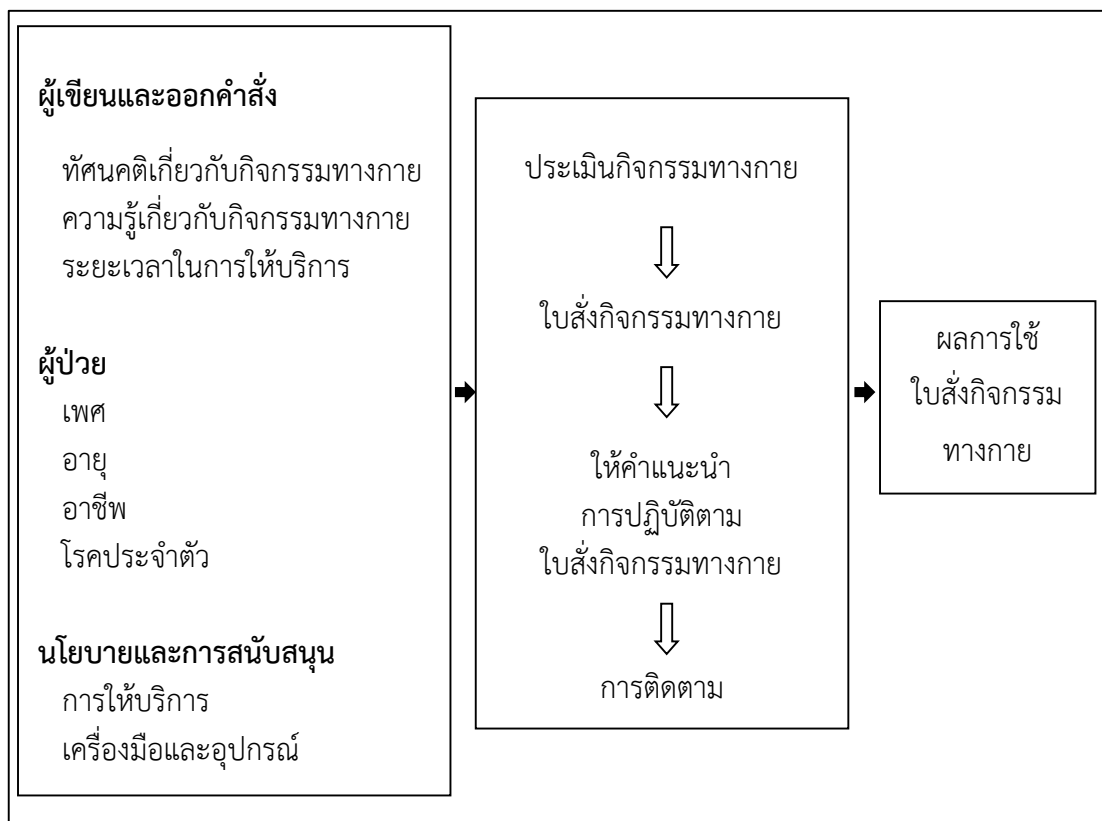 ผู้เขียนและออกคำสั่ง
ทัศนคติเกี่ยวกับกิจกรรมทางกาย
ความรู้เกี่ยวกับกิจกรรมทางกาย
ระยะเวลาในการให้บริการ
ผู้ป่วย
เพศ
อายุ
อาชีพ
โรคประจำตัว
นโยบายและการสนับสนุน
การให้บริการ
เครื่องมือและอุปกรณ์
ประเมินกิจกรรมทางกาย
ใบสั่งกิจกรรมทางกาย
ให้คำแนะนำ
การปฏิบัติตาม
ใบสั่งกิจกรรมทางกาย
การติดตาม
ผลการใช้
ใบสั่งกิจกรรม
ทางกาย